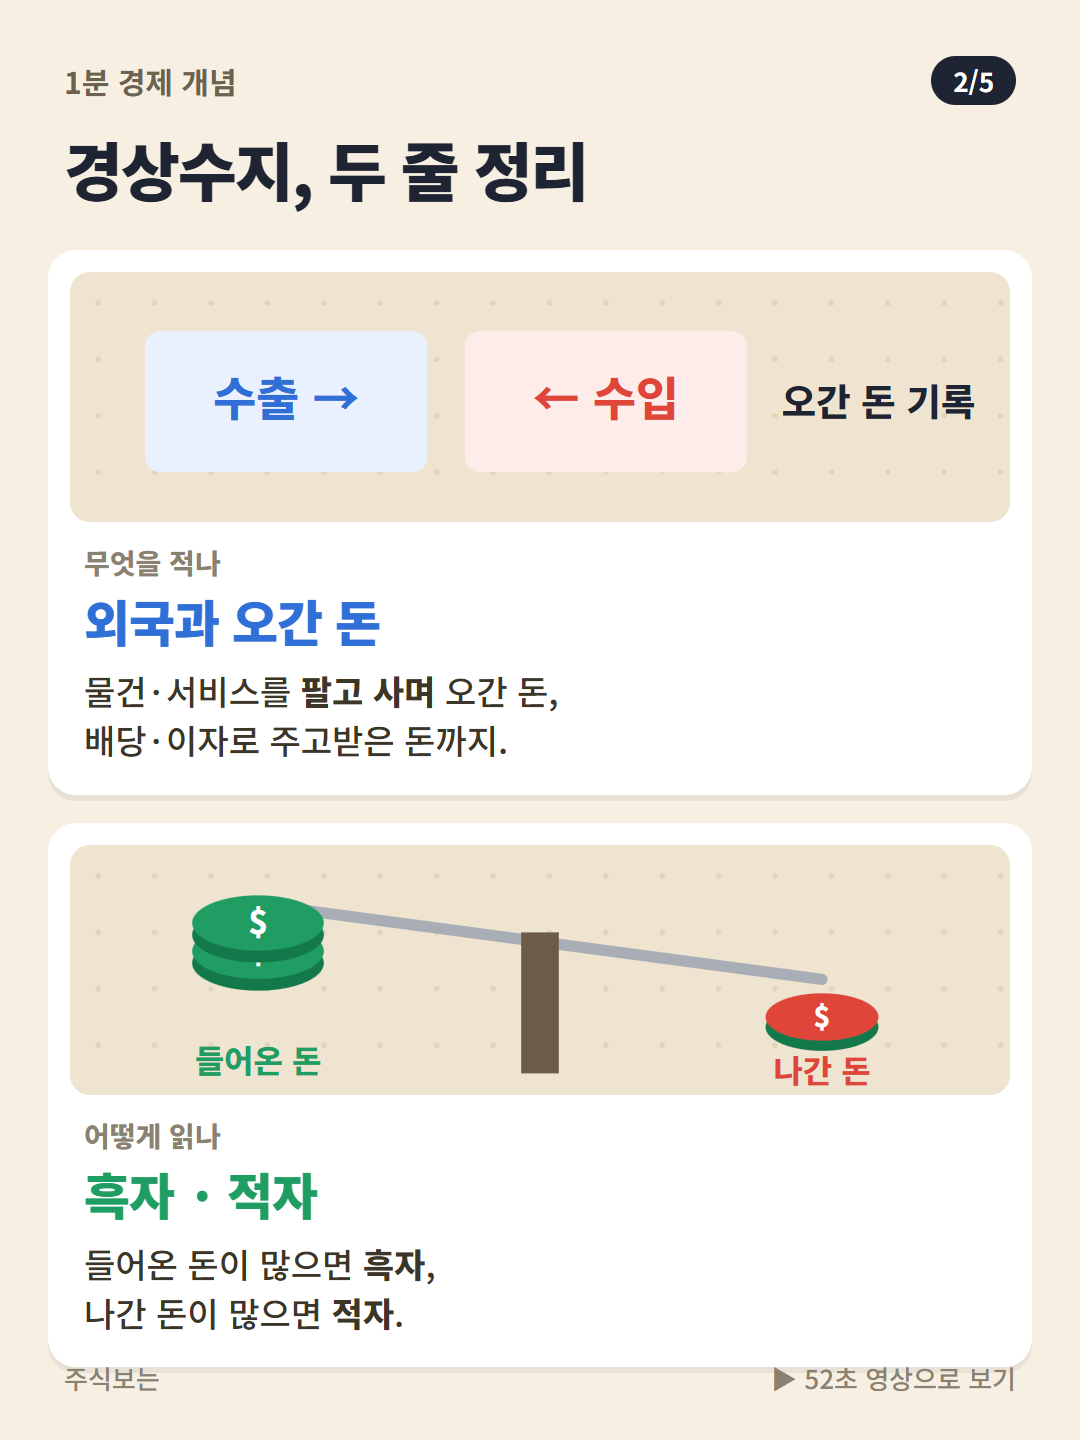 1분 경제 개념
2/5
경상수지, 두 줄 정리
수출 →
← 수입
오간 돈 기록
무엇을 적나
외국과 오간 돈
물건·서비스를 팔고 사며 오간 돈,
배당·이자로 주고받은 돈까지.
$
$
들어온 돈
나간 돈
어떻게 읽나
흑자 · 적자
들어온 돈이 많으면 흑자,
나간 돈이 많으면 적자.
주식보는
▶ 52초 영상으로 보기